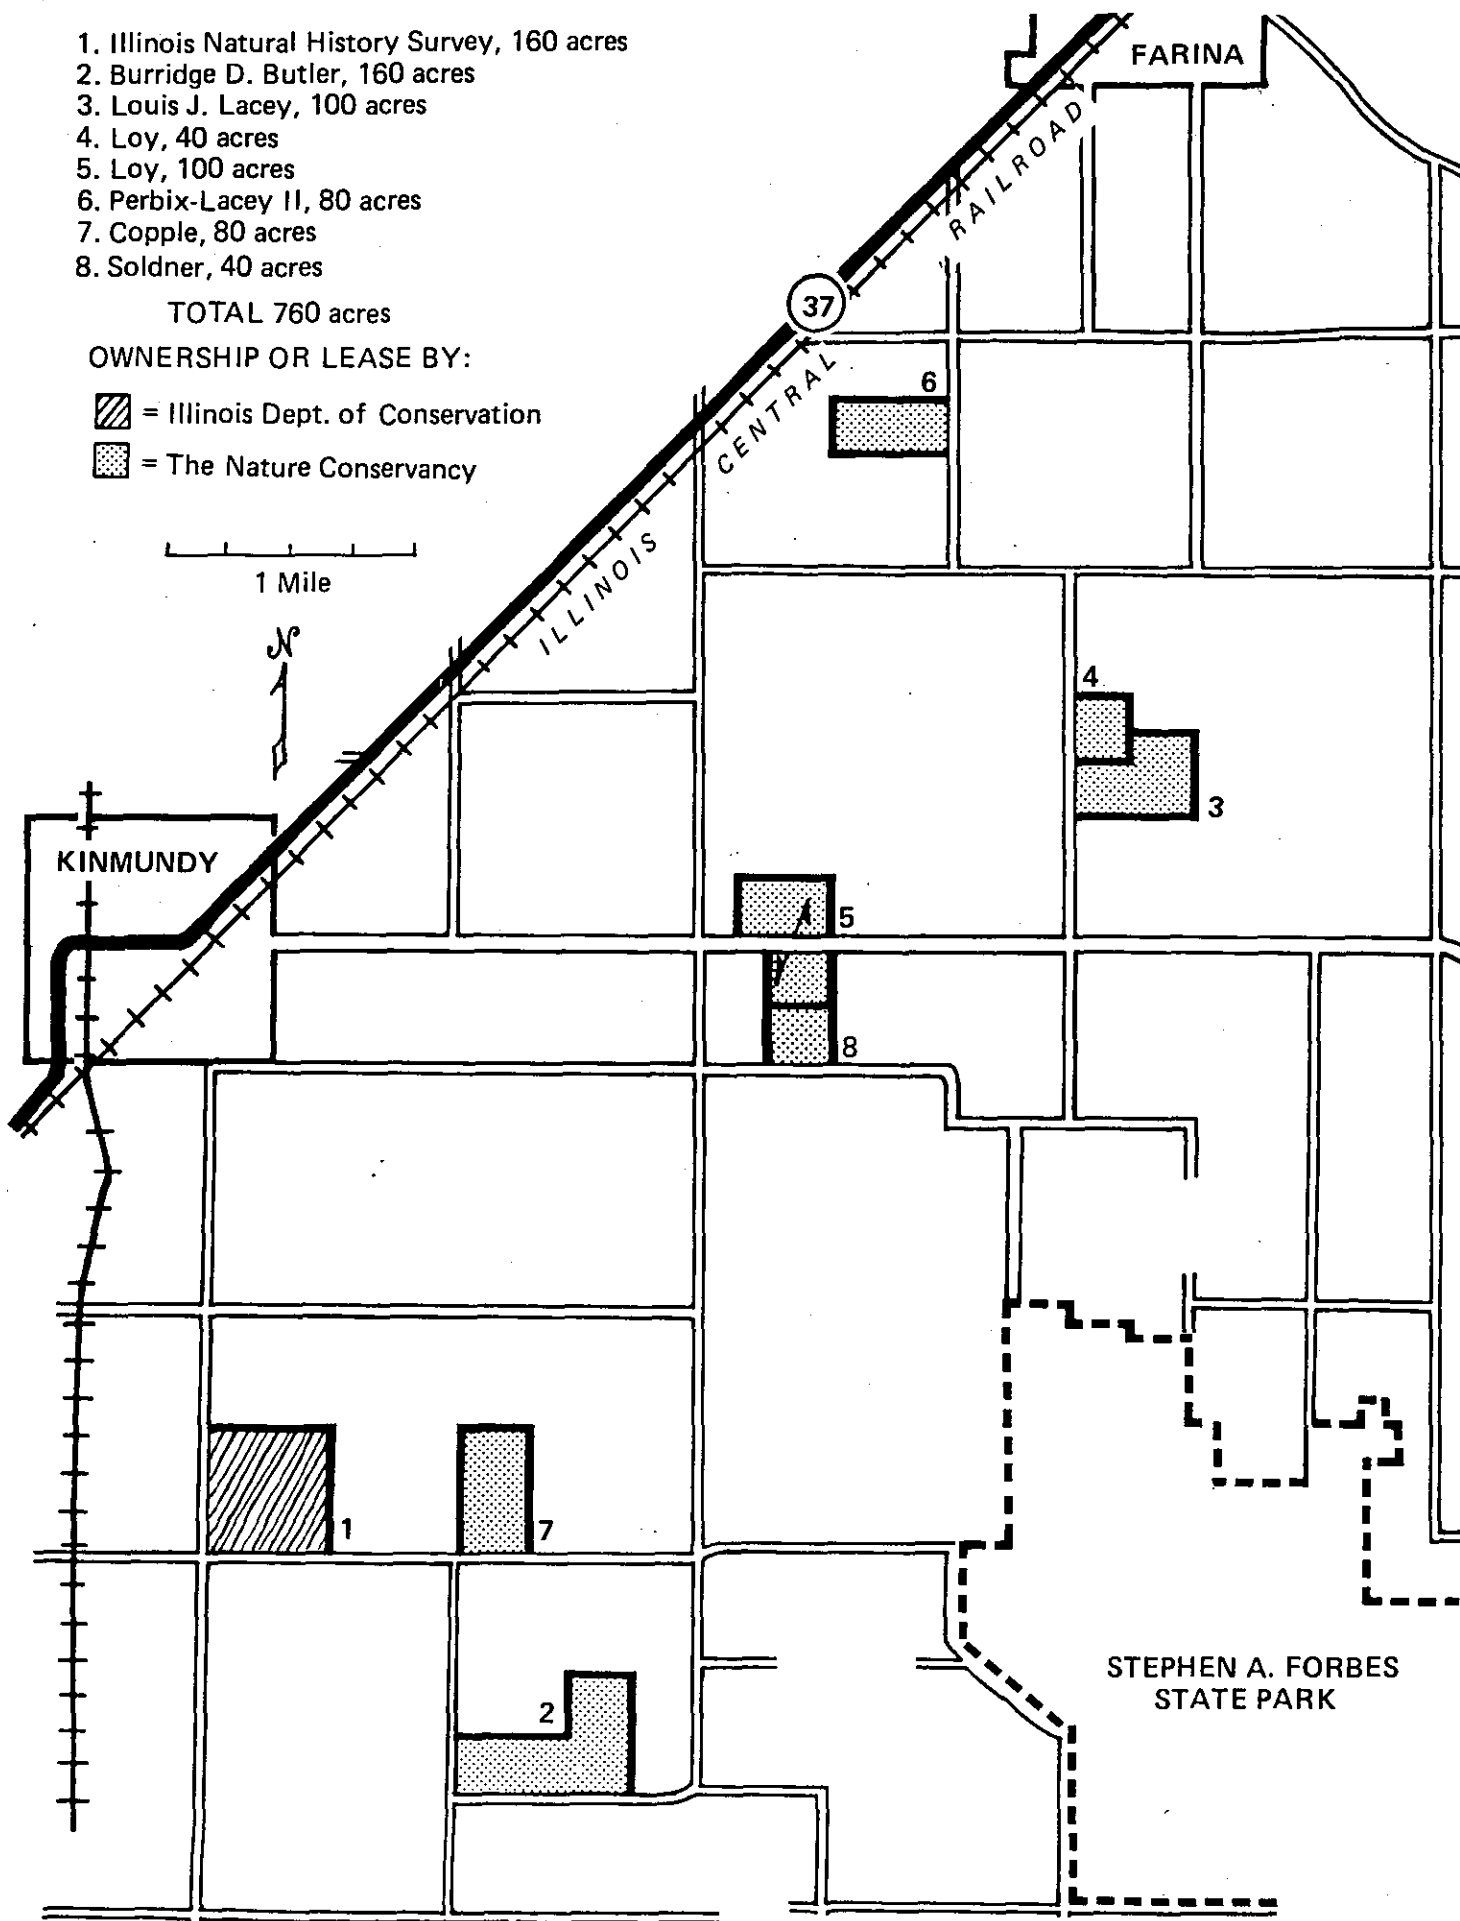 1. Illinois Natural History Survey, 160 acres
2. Burridge D. Butler, 160 acres
3. Louis J. Lacey, 100 acres
4. Loy, 40 acres
5. Loy, 100 acres
6. Perbix-Lacey II, 80 acres
7. Copple, 80 acres
8. Soldner, 40 acres
TOTAL 760 acres
OWNERSHIP OR LEASE BY:
= Illinois Dept. of Conservation
= The Nature Conservancy
1 Mile
N
FARINA
37
ILLINOIS CENTRAL RAILROAD
6
4
3
KINMUNDY
5
8
1
7
2
STEPHEN A. FORBES
STATE PARK